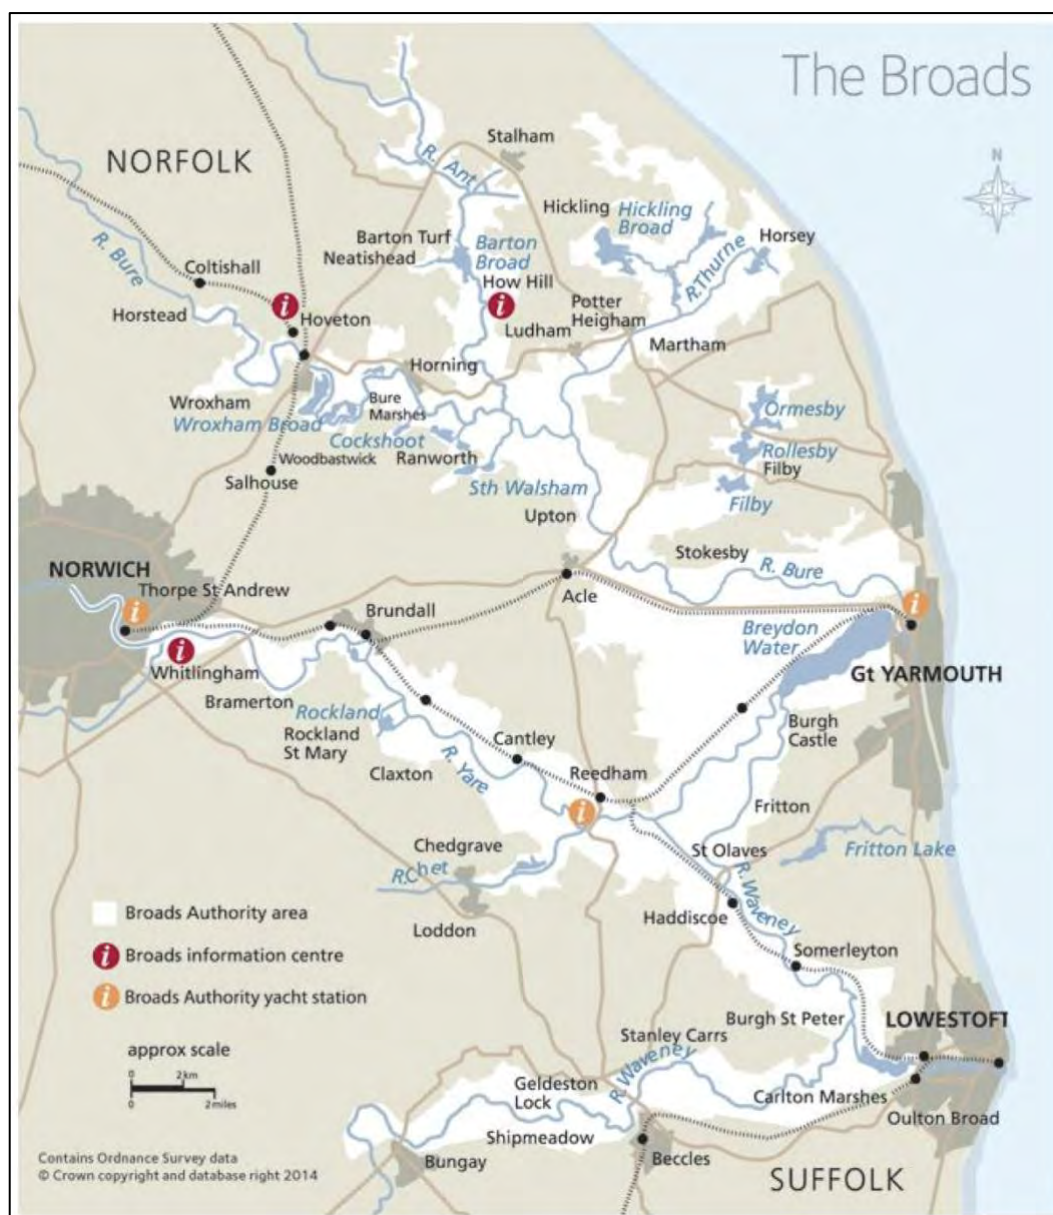 The Broads
N
NORFOLK
Stalham
R. Ant
Hickling
Hickling
Broad
Horsey
R. Thurne
Barton Turf
Neatishead
Barton
Broad
R. Bure
Coltishall
How Hill
Potter
Heigham
Horstead
Hoveton
Ludham
Martham
Horning
Wroxham
Wroxham Broad
Bure
Marshes
Ormesby
Cockshoot
Woodbastwick
Ranworth
Rollesby
Filby
Salhouse
Sth Walsham
Filby
Upton
Stokesby
R. Bure
NORWICH
Thorpe St Andrew
Brundall
Acle
Breydon
Water
Whitlingham
Gt YARMOUTH
Bramerton
Rockland
Rockland
St Mary
Burgh
Castle
Cantley
Claxton
R. Yare
Reedham
Fritton
Chedgrave
St Olaves
Fritton Lake
R.Chet
R.Waveney
Haddiscoe
Loddon
Somerleyton
Broads Authority area
i Broads information centre
i Broads Authority yacht station
Burgh St Peter
LOWESTOFT
Stanley Carrs
approx scale
0 2km
0 2miles
R. Waveney
Geldeston
Lock
Carlton Marshes
Oulton Broad
Shipmeadow
Bungay
Beccles
SUFFOLK
Contains Ordnance Survey data
© Crown copyright and database right 2014